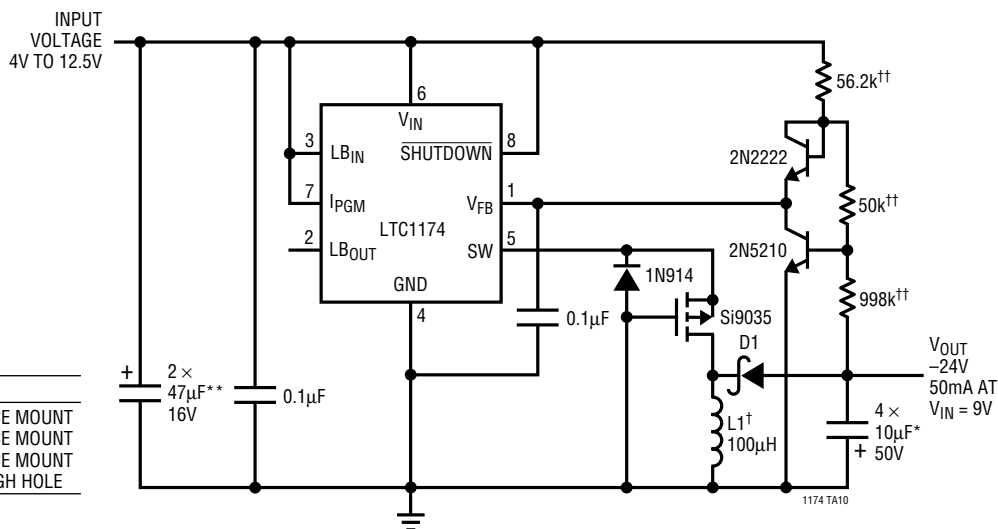 INPUT
VOLTAGE
4V TO 12.5V
56.2k††
6
VIN
3
LBIN
SHUTDOWN
8
2N2222
7
IPGM
VFB
1
50k††
LTC1174
2
LBOUT
SW
5
2N5210
1N914
GND
998k††
4
0.1µF
Si9035
D1
VOUT
–24V
50mA AT
VIN = 9V
+
2 ×
47µF**
16V
0.1µF
L1†
100µH
4 ×
10µF*
+ 50V
CE MOUNT
CE MOUNT
CE MOUNT
GH HOLE
1174 TA10